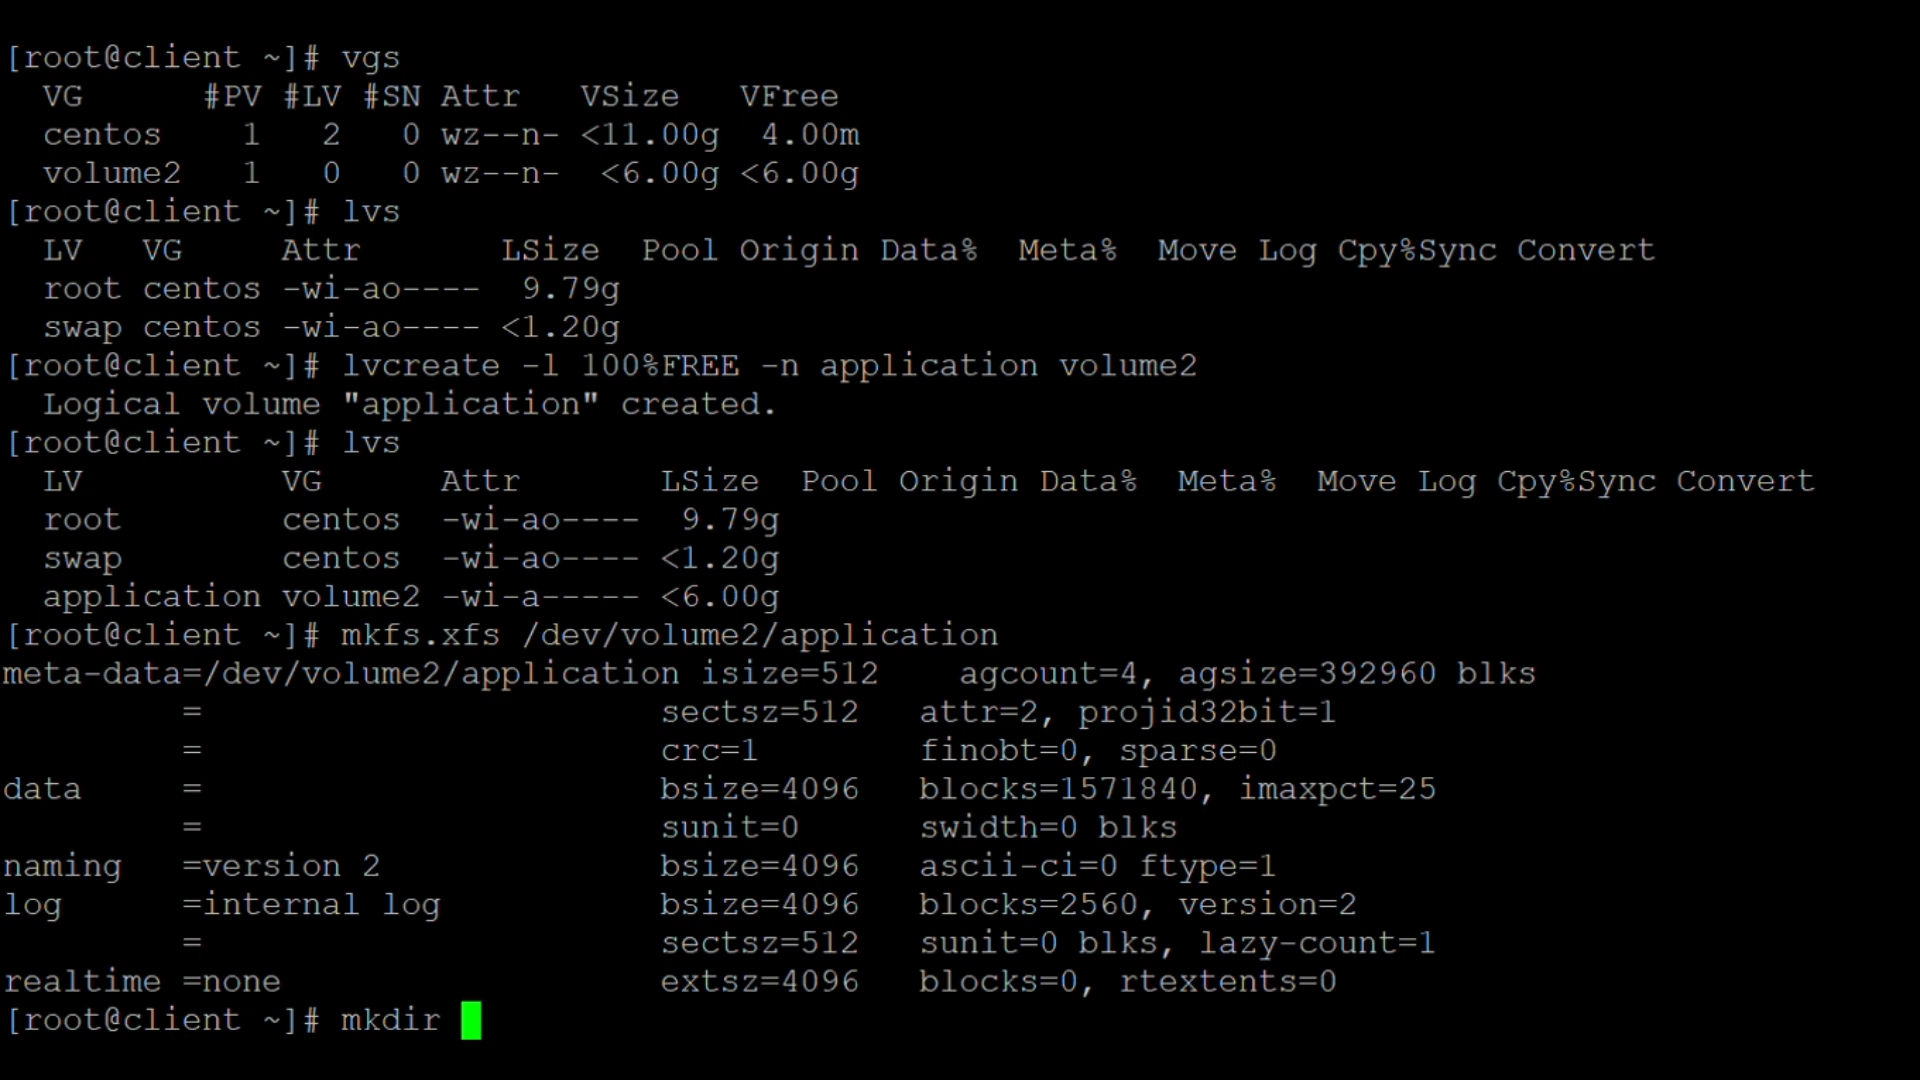 [root@client ~]# vgs
  VG      #PV #LV #SN Attr   VSize   VFree
  centos    1   2   0 wz--n- <11.00g  4.00m
  volume2   1   0   0 wz--n-  <6.00g <6.00g
[root@client ~]# lvs
  LV   VG     Attr       LSize  Pool Origin Data%  Meta%  Move Log Cpy%Sync Convert
  root centos -wi-ao----  9.79g
  swap centos -wi-ao---- <1.20g
[root@client ~]# lvcreate -l 100%FREE -n application volume2
  Logical volume "application" created.
[root@client ~]# lvs
  LV          VG      Attr       LSize  Pool Origin Data%  Meta%  Move Log Cpy%Sync Convert
  root        centos  -wi-ao----  9.79g
  swap        centos  -wi-ao---- <1.20g
  application volume2 -wi-a----- <6.00g
[root@client ~]# mkfs.xfs /dev/volume2/application
meta-data=/dev/volume2/application isize=512    agcount=4, agsize=392960 blks
         =                       sectsz=512   attr=2, projid32bit=1
         =                       crc=1        finobt=0, sparse=0
data     =                       bsize=4096   blocks=1571840, imaxpct=25
         =                       sunit=0      swidth=0 blks
naming   =version 2              bsize=4096   ascii-ci=0 ftype=1
log      =internal log           bsize=4096   blocks=2560, version=2
         =                       sectsz=512   sunit=0 blks, lazy-count=1
realtime =none                   extsz=4096   blocks=0, rtextents=0
[root@client ~]# mkdir